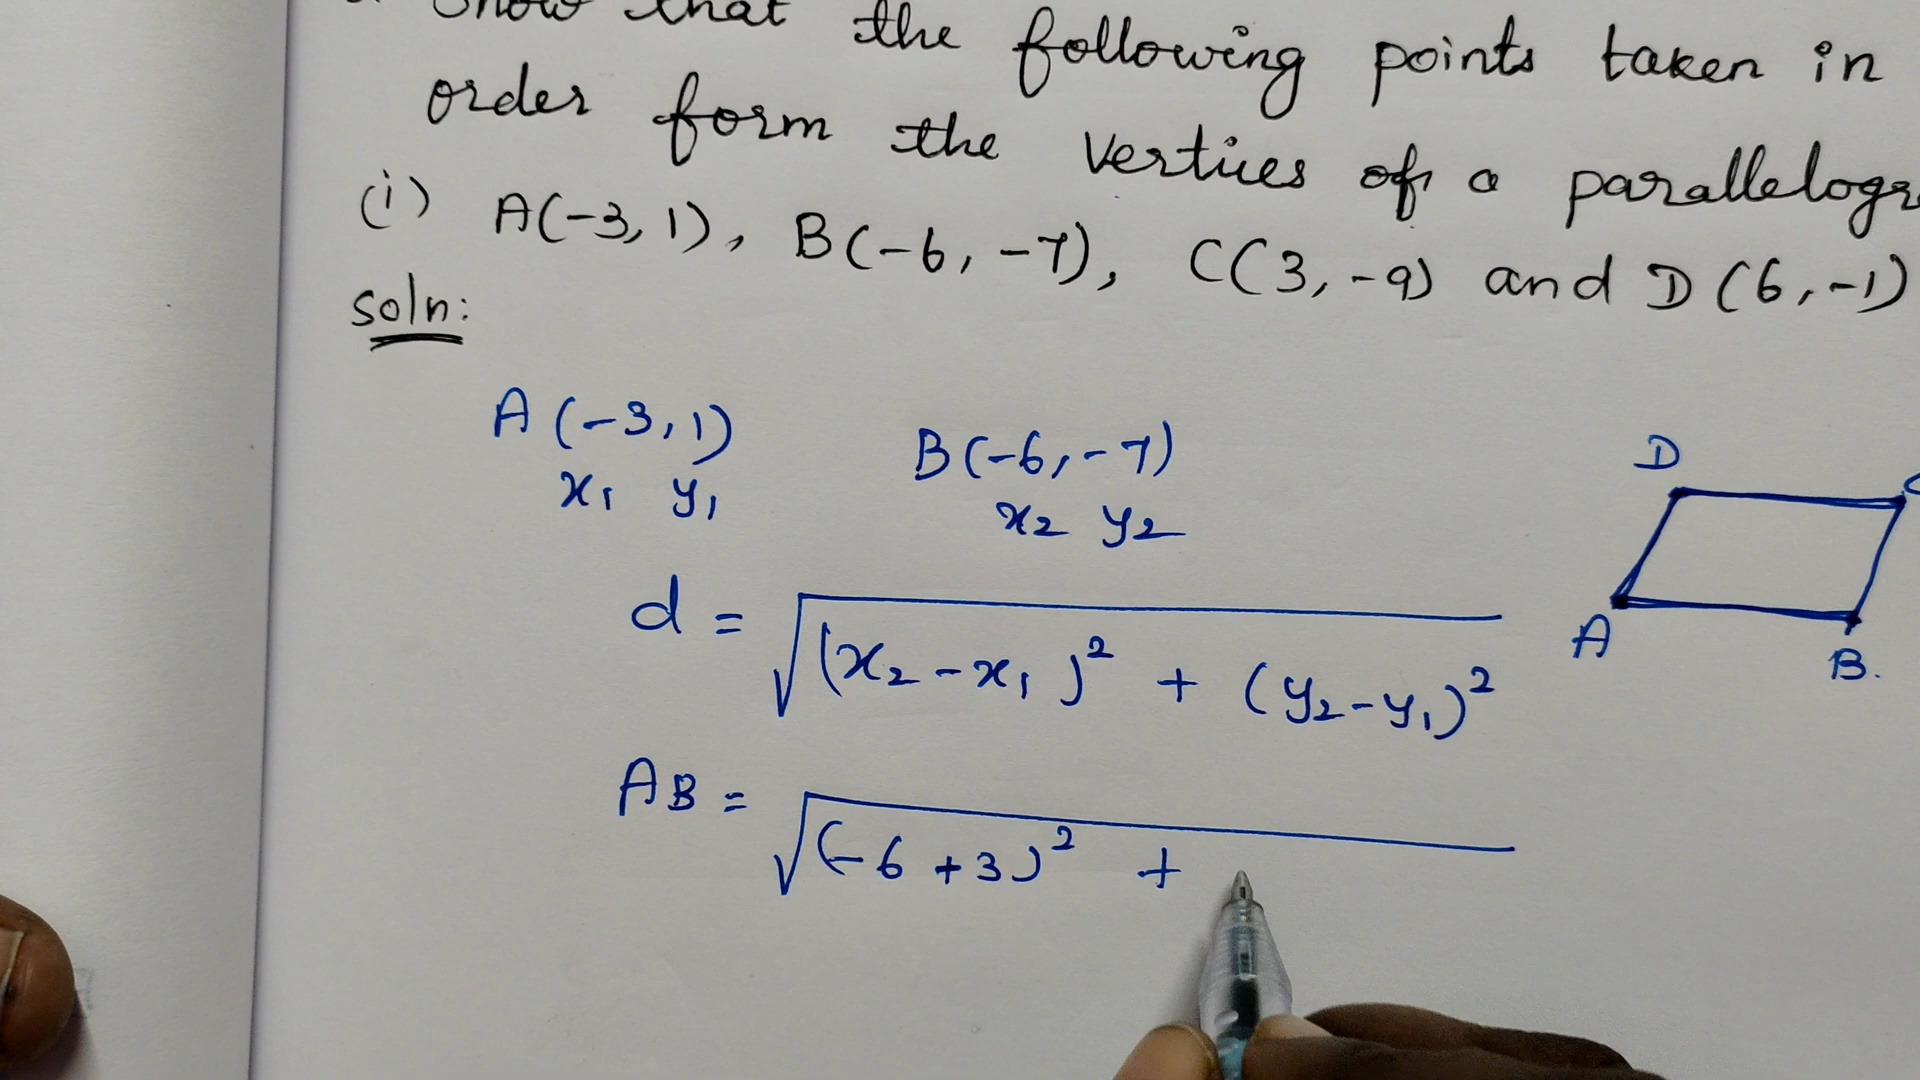 Show that the following points taken in
order form the vertices of a
(i) A(-3, 1), B(-6, -7), C(3, -9) and D(6, -1)
soln:
A(-3, 1) B(-6, -7)
x₁ y₁ x₂ y₂
d = √(x₂ - x₁)² + (y₂ - y₁)²
AB = √(-6 + 3)² +
D
A
B.